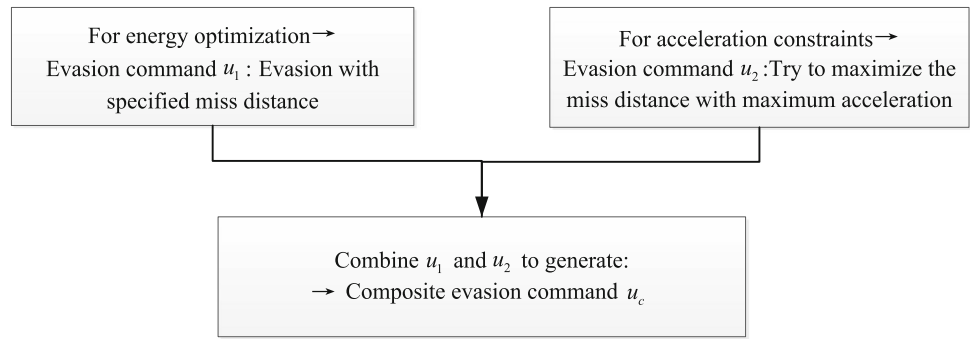 For energy optimization→
Evasion command u₁ : Evasion with
specified miss distance
For acceleration constraints→
Evasion command u₂ :Try to maximize the
miss distance with maximum acceleration
Combine u₁ and u₂ to generate:
→ Composite evasion command u_c